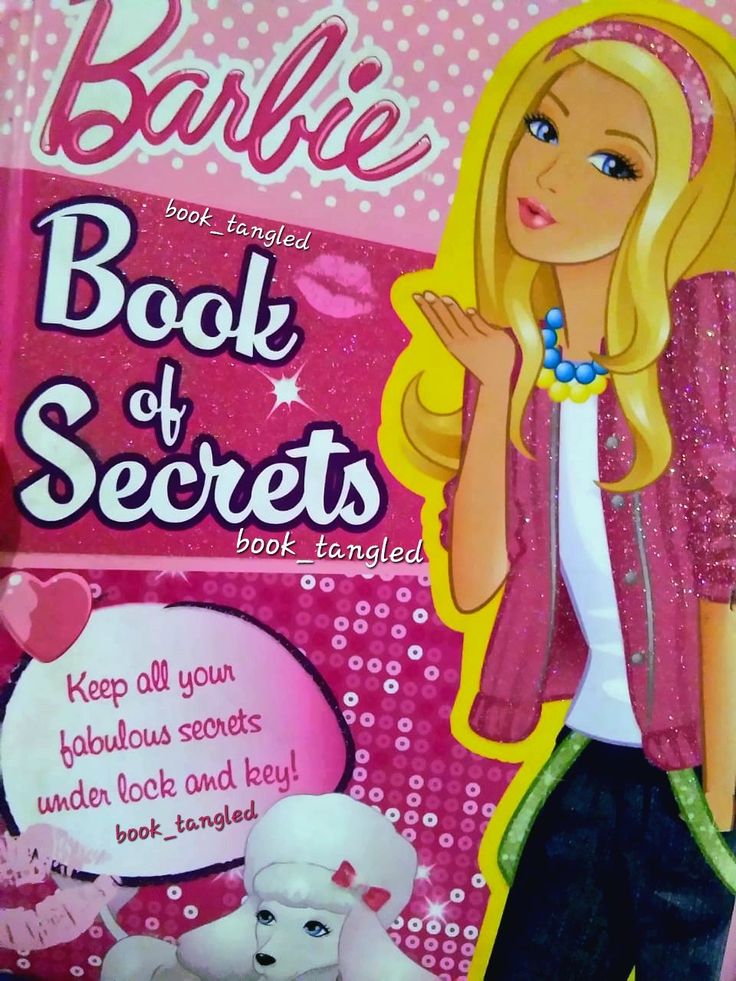 Barbie
book_tangled
Book
of
Secrets
book_tangled
Keep all your
fabulous secrets
under lock and key!
book_tangled